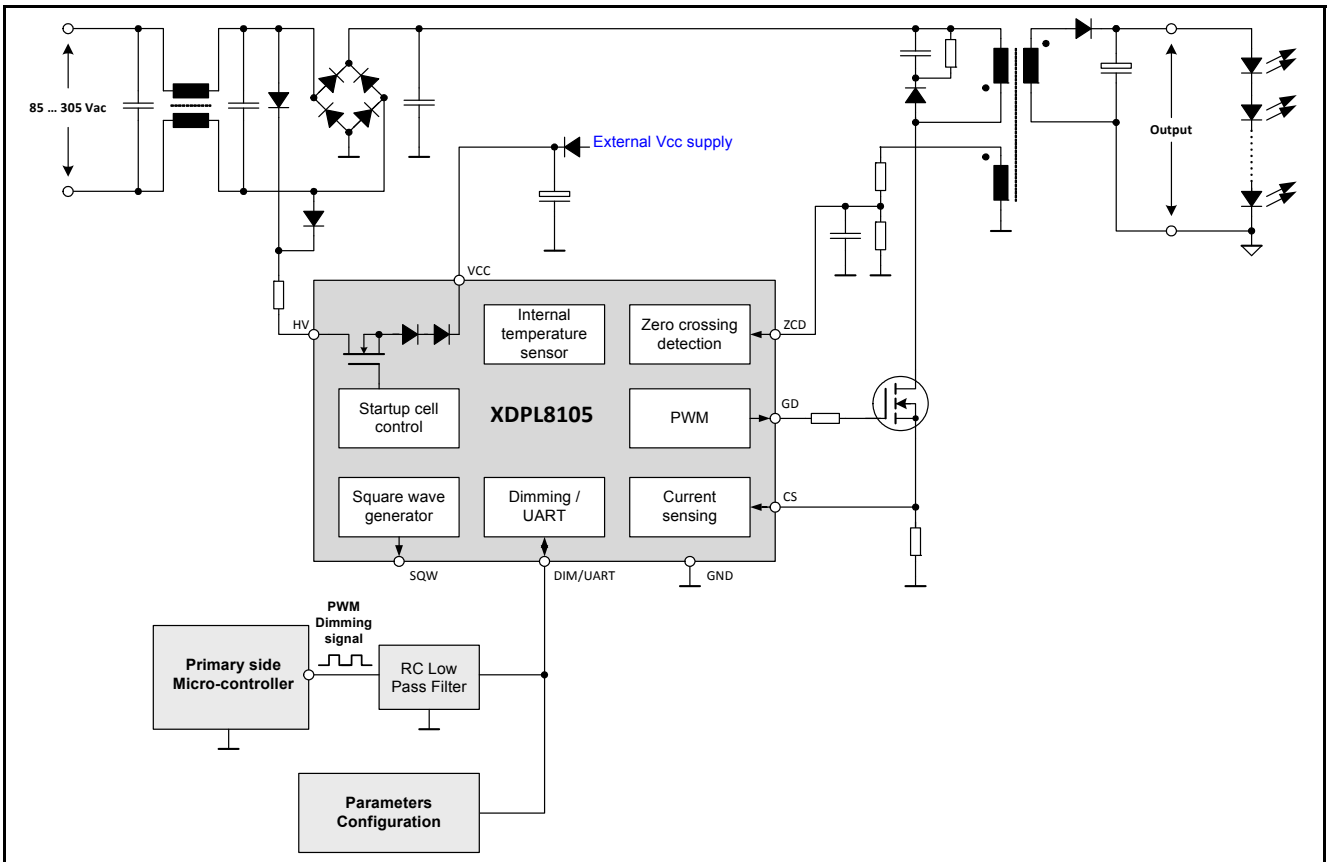 85 ... 305 Vac
External Vcc supply
Output
VCC
HV
Internal
temperature
sensor
Zero crossing
detection
ZCD
Startup cell
control
XDPL8105
PWM
GD
Square wave
generator
Dimming /
UART
Current
sensing
CS
SQW
DIM/UART
GND
PWM
Dimming
signal
Primary side
Micro-controller
RC Low
Pass Filter
Parameters
Configuration